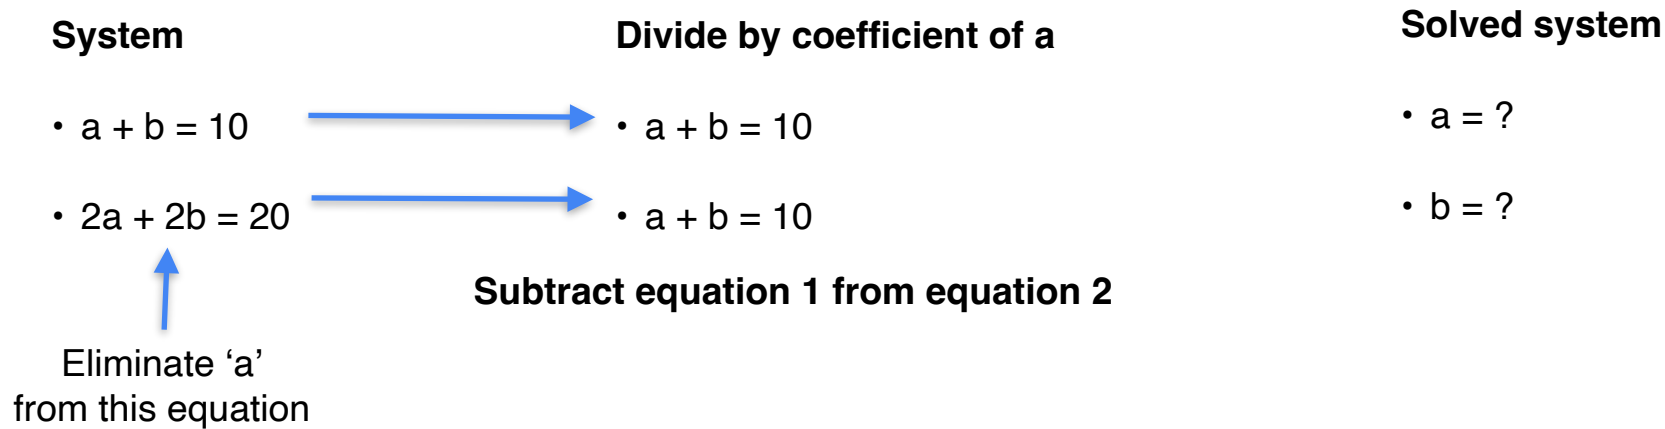 System
• a + b = 10
• 2a + 2b = 20
Eliminate ‘a’
from this equation
Divide by coefficient of a
• a + b = 10
• a + b = 10
Subtract equation 1 from equation 2
Solved system
• a = ?
• b = ?